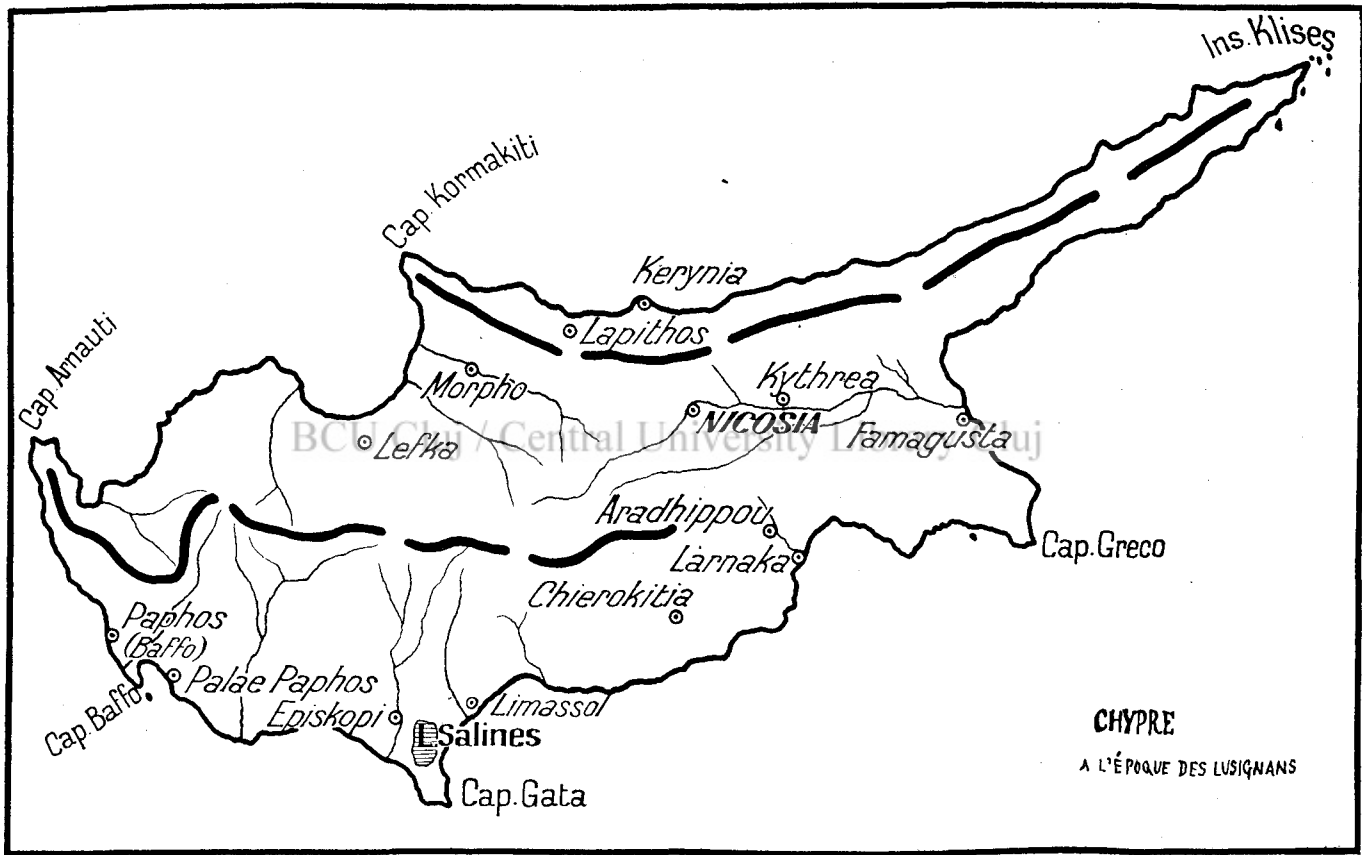 Ins. Klises
Cap. Kormakiti
Kerynia
Lapithos
Cap. Arnauti
Morpho
Kythrea
NICOSIA
Famagusta
BCU Cluj / Central University Library Cluj
Lefka
Aradhippou
Larnaka
Cap. Greco
Chierokitia
Paphos
(Baffo)
Palae Paphos
Cap. Baffo
Episkopi
Limassol
L.Salines
Cap. Gata
CHYPRE
A L'ÉPOQUE DES LUSIGNANS